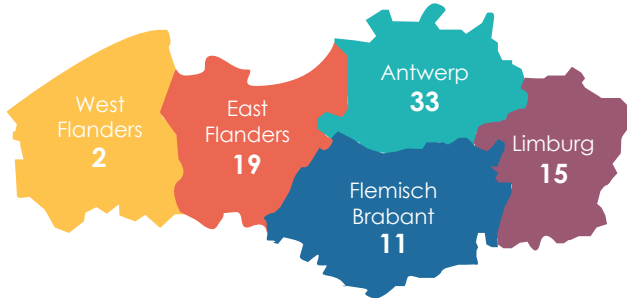 West
Flanders
2
East
Flanders
19
Antwerp
33
Flemisch
Brabant
11
Limburg
15